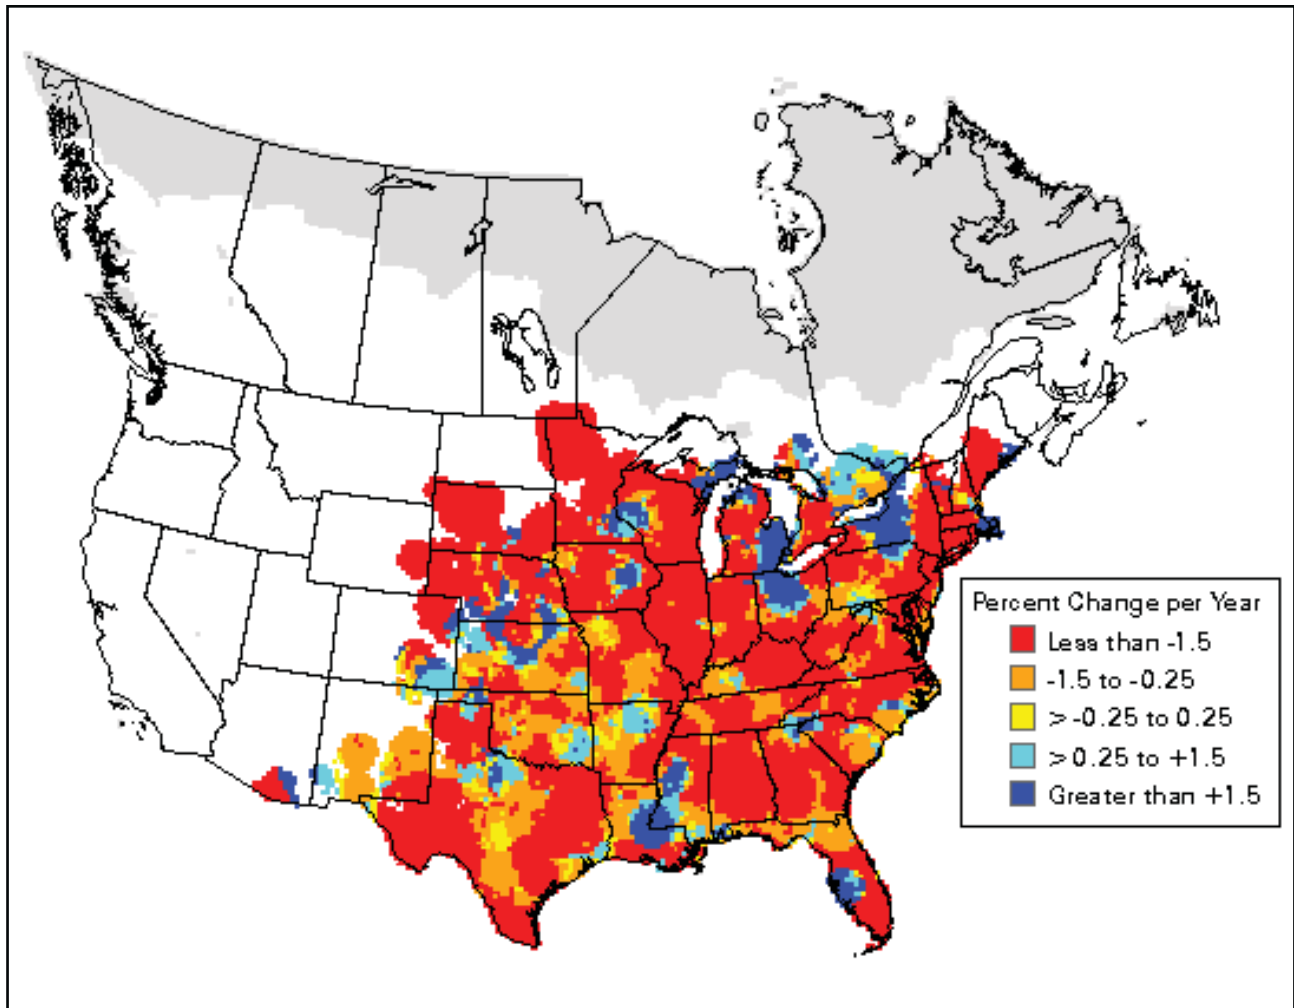 Percent Change per Year
Less than -1.5
-1.5 to -0.25
> -0.25 to 0.25
> 0.25 to +1.5
Greater than +1.5